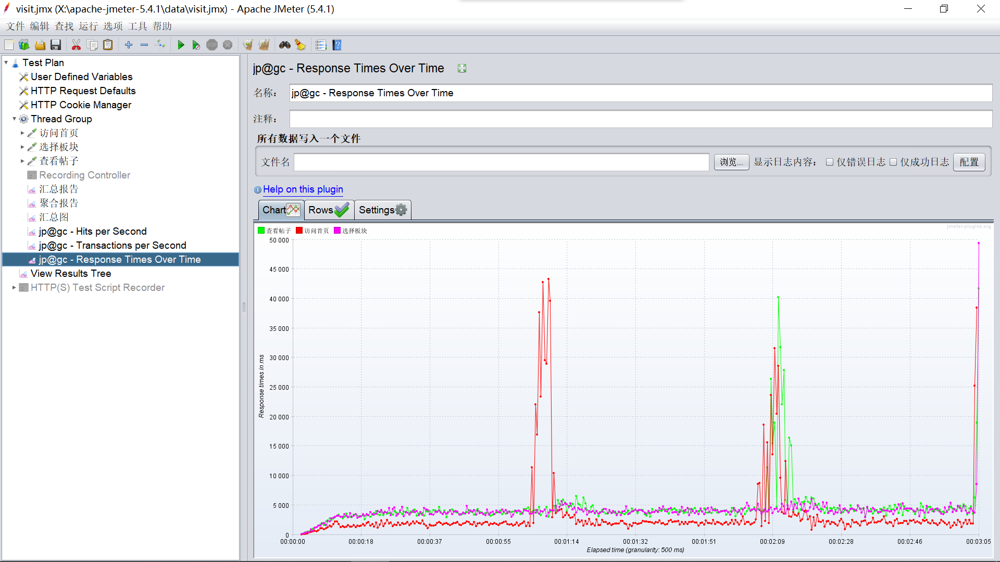 visit.jmx (X:\apache-jmeter-5.4.1\data\visit.jmx) - Apache JMeter (5.4.1)
文件 编辑 查找 运行 选项 工具 帮助
Test Plan
User Defined Variables
HTTP Request Defaults
HTTP Cookie Manager
Thread Group
访问首页
选择板块
查看帖子
Recording Controller
汇总报告
聚合报告
汇总图
jp@gc - Hits per Second
jp@gc - Transactions per Second
jp@gc - Response Times Over Time
View Results Tree
HTTP(S) Test Script Recorder
jp@gc - Response Times Over Time
名称： jp@gc - Response Times Over Time
注释：
所有数据写入一个文件
文件名 浏览... 显示日志内容： 仅错误日志 仅成功日志 配置
Help on this plugin
Chart Rows Settings
查看帖子 访问首页 选择板块
jmeter-plugins.org
50 000
45 000
40 000
35 000
30 000
25 000
20 000
15 000
10 000
5 000
0
Response times in ms
00:00:00 00:00:18 00:00:37 00:00:55 00:01:14 00:01:32 00:01:51 00:02:09 00:02:28 00:02:46 00:03:05
Elapsed time (granularity: 500 ms)